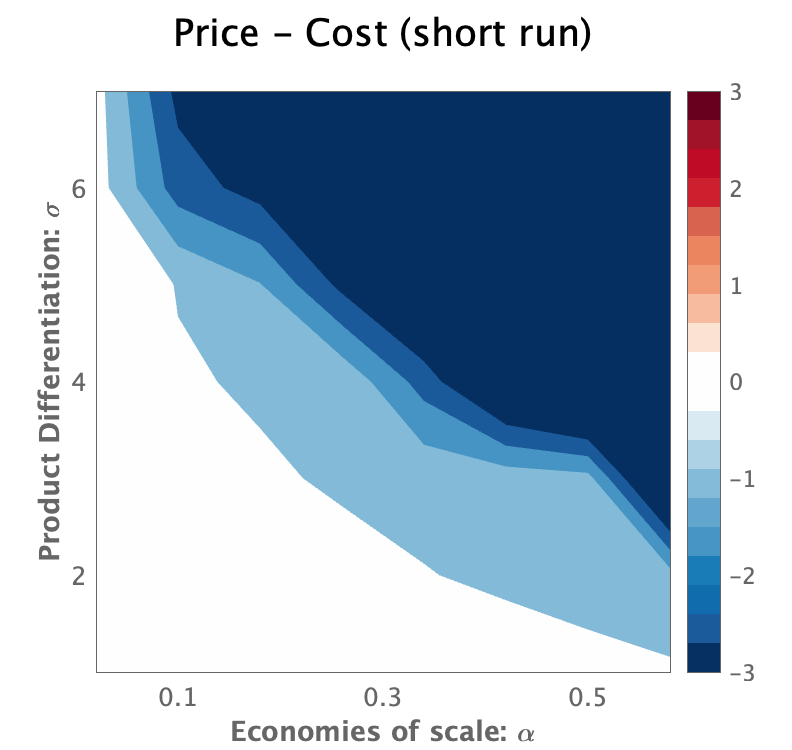 Price – Cost (short run)
3
2
1
0
−1
−2
−3
Product Differentiation: σ
6
4
2
0.1 0.3 0.5
Economies of scale: α